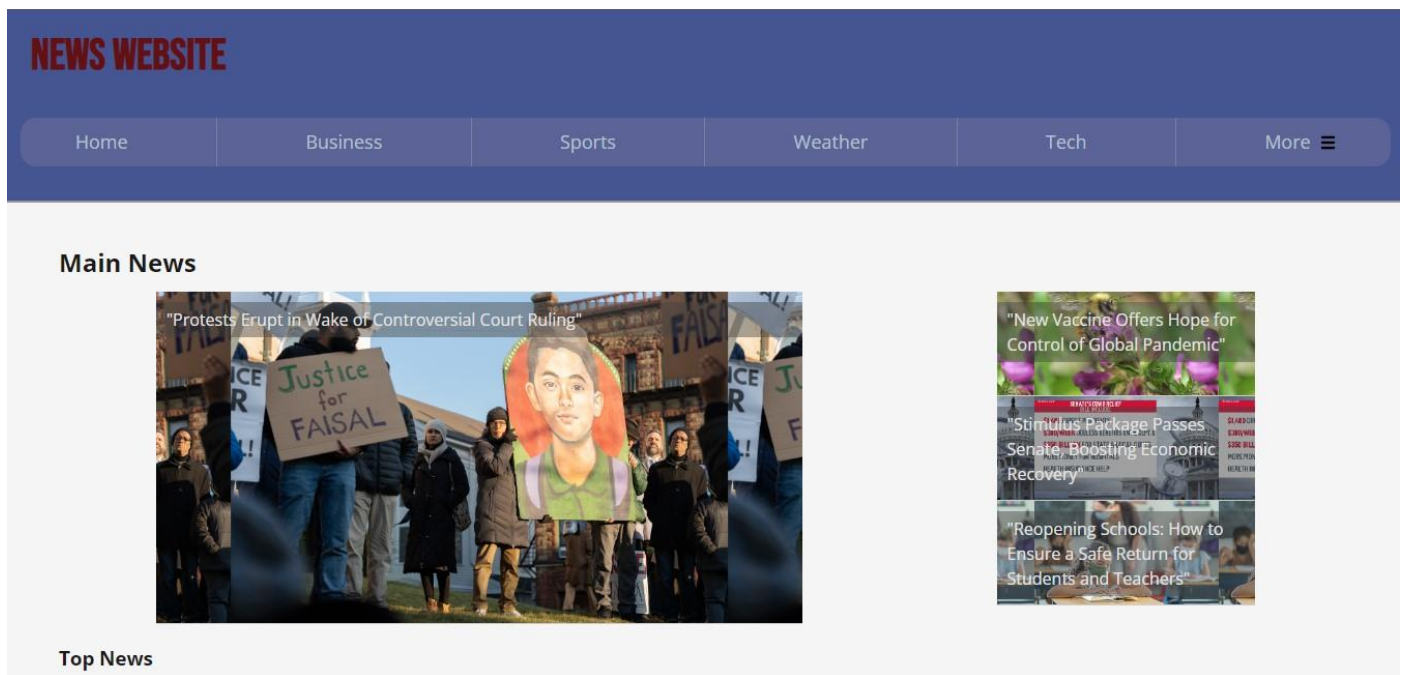 NEWS WEBSITE
Home Business Sports Weather Tech More
Main News
"Protests Erupt in Wake of Controversial Court Ruling"
Justice
for
FAISAL
ICE
R
"New Vaccine Offers Hope for
Control of Global Pandemic"
"Stimulus Package Passes
Senate, Boosting Economic
Recovery"
"Reopening Schools: How to
Ensure a Safe Return for
Students and Teachers"
Top News